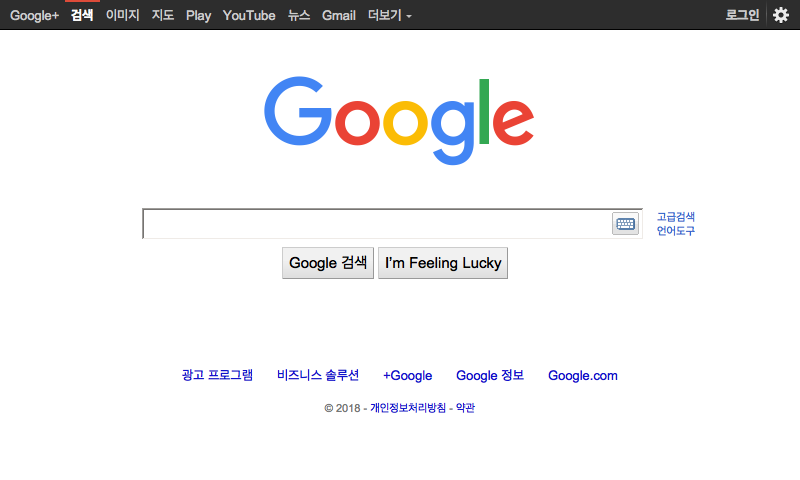 Google+ 검색 이미지 지도 Play YouTube 뉴스 Gmail 더보기 로그인
Google
고급검색
언어도구
Google 검색 I'm Feeling Lucky
광고 프로그램 비즈니스 솔루션 +Google Google 정보 Google.com
© 2018 - 개인정보처리방침 - 약관